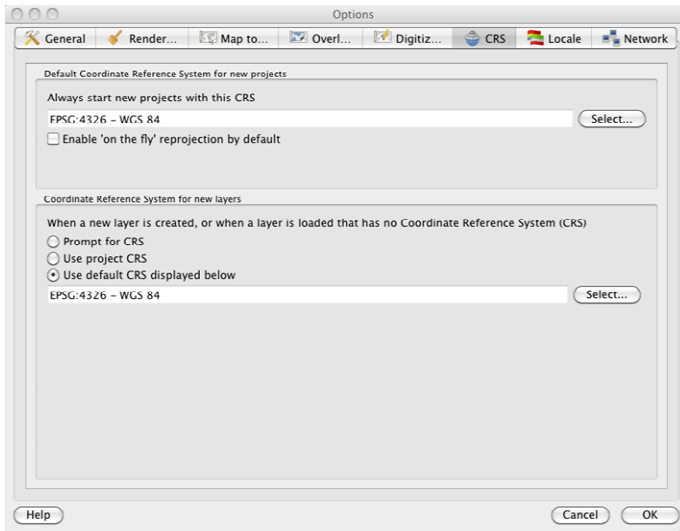 Options
General Render... Map to... Overl... Digitiz... CRS Locale Network
Default Coordinate Reference System for new projects
Always start new projects with this CRS
EPSG:4326 – WGS 84 Select...
Enable 'on the fly' reprojection by default
Coordinate Reference System for new layers
When a new layer is created, or when a layer is loaded that has no Coordinate Reference System (CRS)
Prompt for CRS
Use project CRS
Use default CRS displayed below
EPSG:4326 – WGS 84 Select...
Help Cancel OK